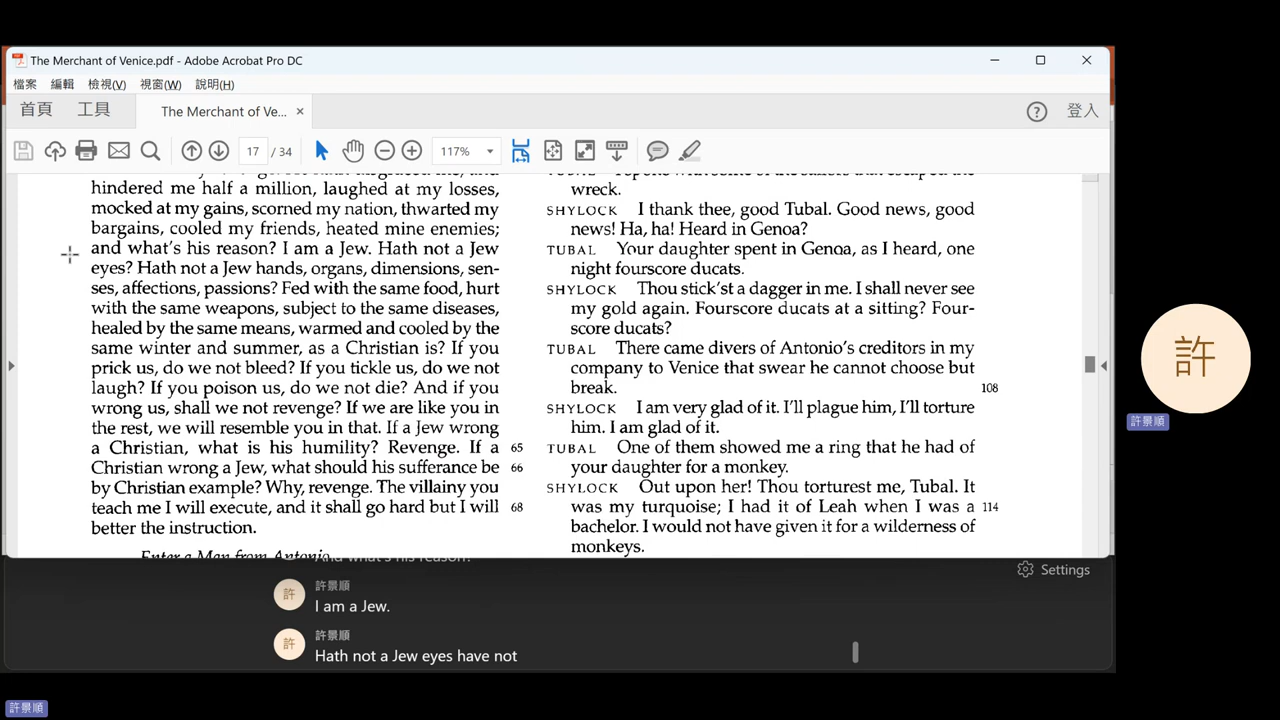 The Merchant of Venice.pdf - Adobe Acrobat Pro DC
檔案 編輯 檢視(V) 視窗(W) 說明(H)
首頁 工具 The Merchant of Ve... × 登入
17 / 34 117%
hindered me half a million, laughed at my losses,
mocked at my gains, scorned my nation, thwarted my
bargains, cooled my friends, heated mine enemies;
and what's his reason? I am a Jew. Hath not a Jew
eyes? Hath not a Jew hands, organs, dimensions, sen-
ses, affections, passions? Fed with the same food, hurt
with the same weapons, subject to the same diseases,
healed by the same means, warmed and cooled by the
same winter and summer, as a Christian is? If you
prick us, do we not bleed? If you tickle us, do we not
laugh? If you poison us, do we not die? And if you
wrong us, shall we not revenge? If we are like you in
the rest, we will resemble you in that. If a Jew wrong
a Christian, what is his humility? Revenge. If a 65
Christian wrong a Jew, what should his sufferance be 66
by Christian example? Why, revenge. The villainy you
teach me I will execute, and it shall go hard but I will 68
better the instruction.
Enter a Man from Antonio
wreck.
SHYLOCK I thank thee, good Tubal. Good news, good
news! Ha, ha! Heard in Genoa?
TUBAL Your daughter spent in Genoa, as I heard, one
night fourscore ducats.
SHYLOCK Thou stick'st a dagger in me. I shall never see
my gold again. Fourscore ducats at a sitting? Four-
score ducats?
TUBAL There came divers of Antonio's creditors in my
company to Venice that swear he cannot choose but
break. 108
SHYLOCK I am very glad of it. I'll plague him, I'll torture
him. I am glad of it.
TUBAL One of them showed me a ring that he had of
your daughter for a monkey.
SHYLOCK Out upon her! Thou torturest me, Tubal. It
was my turquoise; I had it of Leah when I was a 114
bachelor. I would not have given it for a wilderness of
monkeys.
And what's his reason?
Settings
許 許景順
I am a Jew.
許 許景順
Hath not a Jew eyes have not
許
許景順
許景順